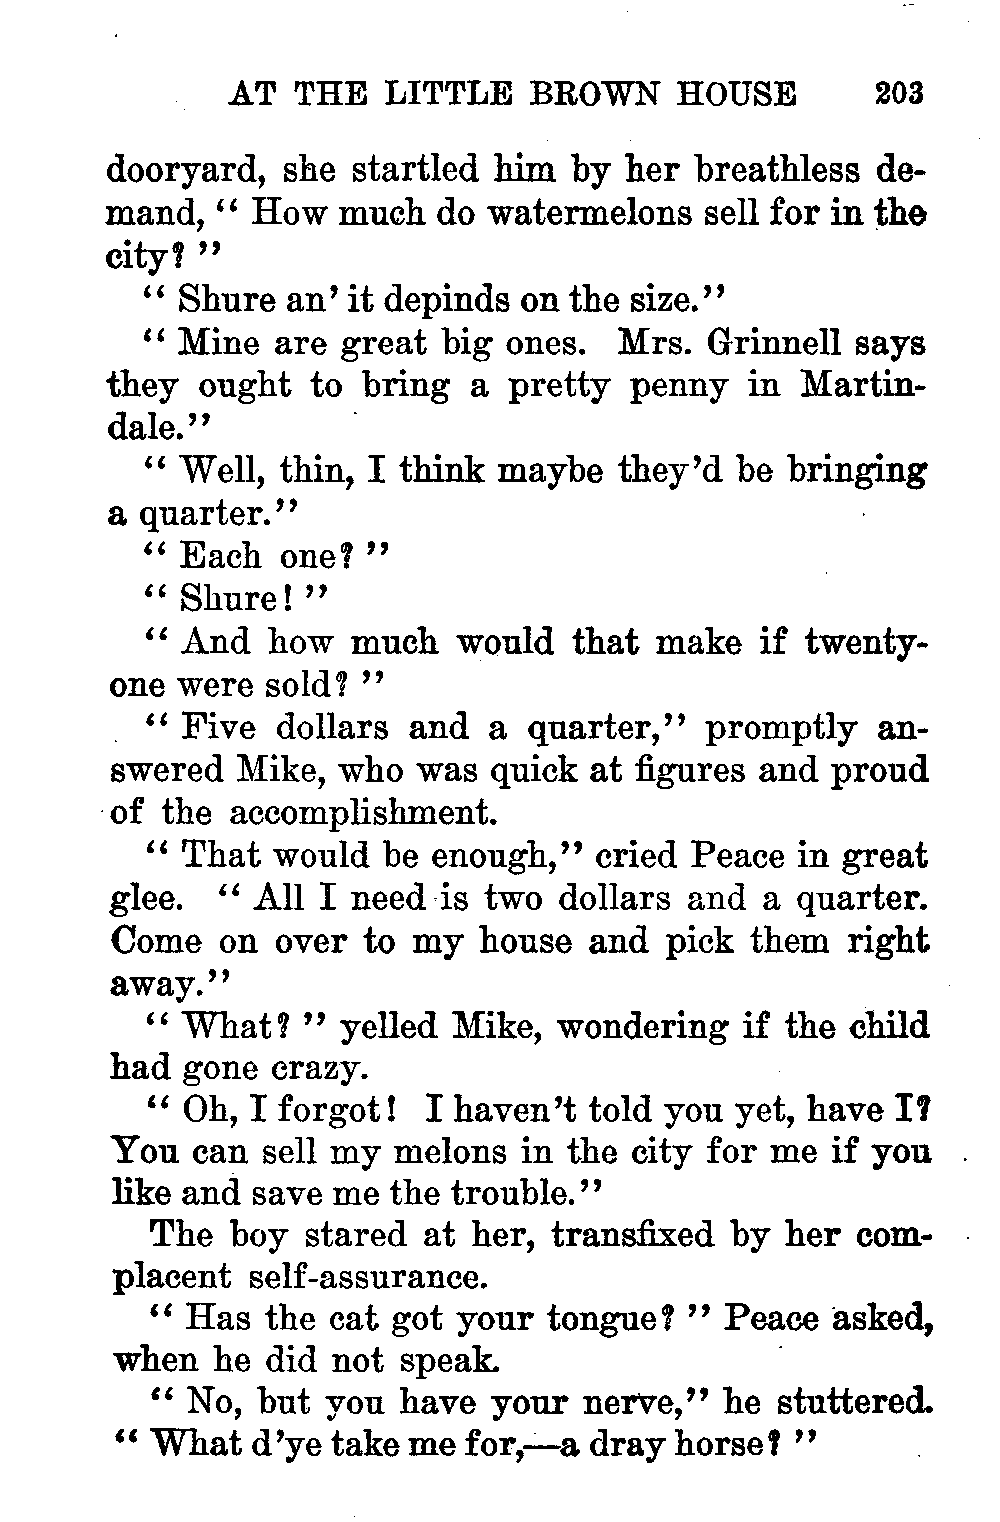 AT THE LITTLE BROWN HOUSE 203
dooryard, she startled him by her breathless de-
mand, “ How much do watermelons sell for in the
city? ”
“ Shure an’ it depinds on the size.”
“ Mine are great big ones. Mrs. Grinnell says
they ought to bring a pretty penny in Martin-
dale.”
“ Well, thin, I think maybe they’d be bringing
a quarter.”
“ Each one? ”
“ Shure! ”
“ And how much would that make if twenty-
one were sold? ”
“ Five dollars and a quarter,” promptly an-
swered Mike, who was quick at figures and proud
of the accomplishment.
“ That would be enough,” cried Peace in great
glee. “ All I need is two dollars and a quarter.
Come on over to my house and pick them right
away.”
“ What? ” yelled Mike, wondering if the child
had gone crazy.
“ Oh, I forgot! I haven’t told you yet, have I?
You can sell my melons in the city for me if you
like and save me the trouble.”
The boy stared at her, transfixed by her com-
placent self-assurance.
“ Has the cat got your tongue? ” Peace asked,
when he did not speak.
“ No, but you have your nerve,” he stuttered.
“ What d’ye take me for,—a dray horse? ”